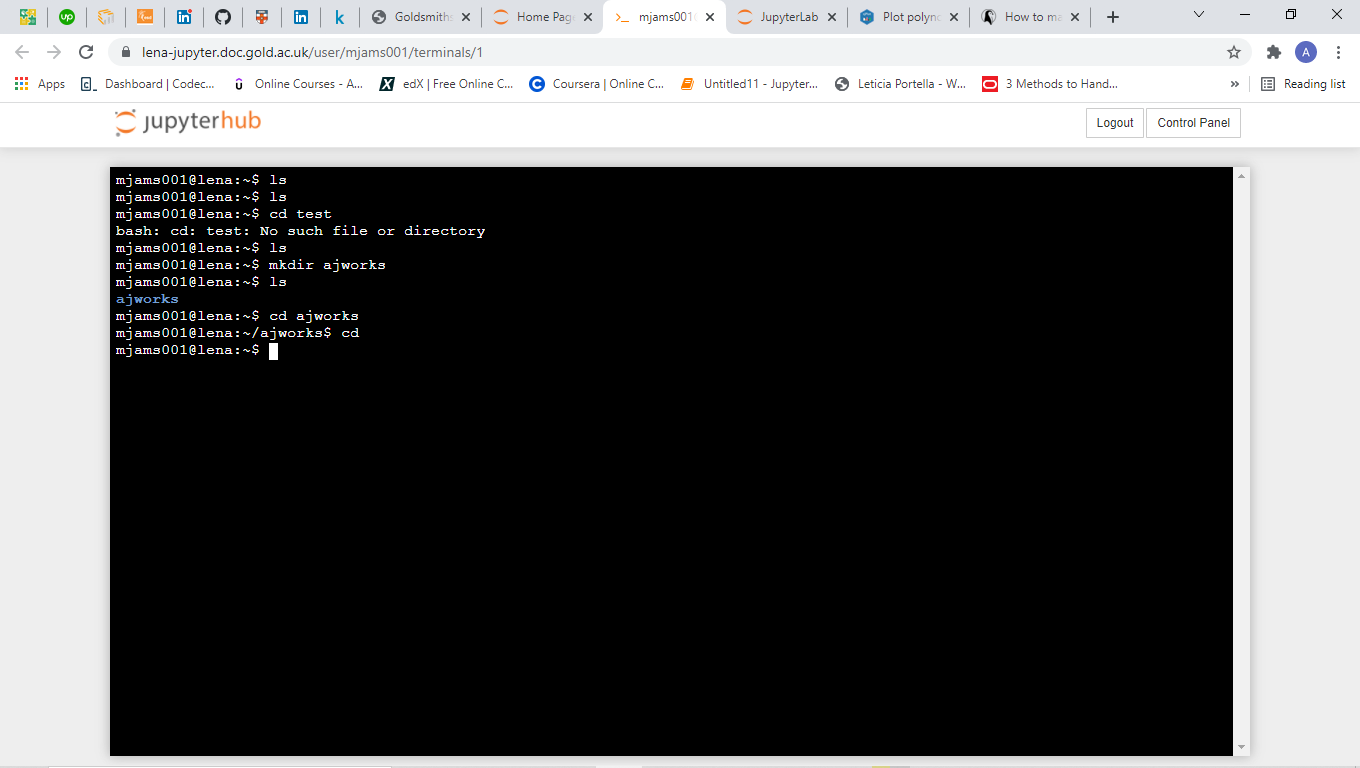 up
in
in
k
Goldsmiths
Home Pag
>_ mjams001
JupyterLab
Plot polyno
How to ma
lena-jupyter.doc.gold.ac.uk/user/mjams001/terminals/1
A
Apps
Dashboard | Codec...
Online Courses - A...
edX | Free Online C...
Coursera | Online C...
Untitled11 - Jupyter...
Leticia Portella - W...
3 Methods to Hand...
»
Reading list
jupyterhub
Logout
Control Panel
mjams001@lena:~$ ls
mjams001@lena:~$ ls
mjams001@lena:~$ cd test
bash: cd: test: No such file or directory
mjams001@lena:~$ ls
mjams001@lena:~$ mkdir ajworks
mjams001@lena:~$ ls
ajworks
mjams001@lena:~$ cd ajworks
mjams001@lena:~/ajworks$ cd
mjams001@lena:~$